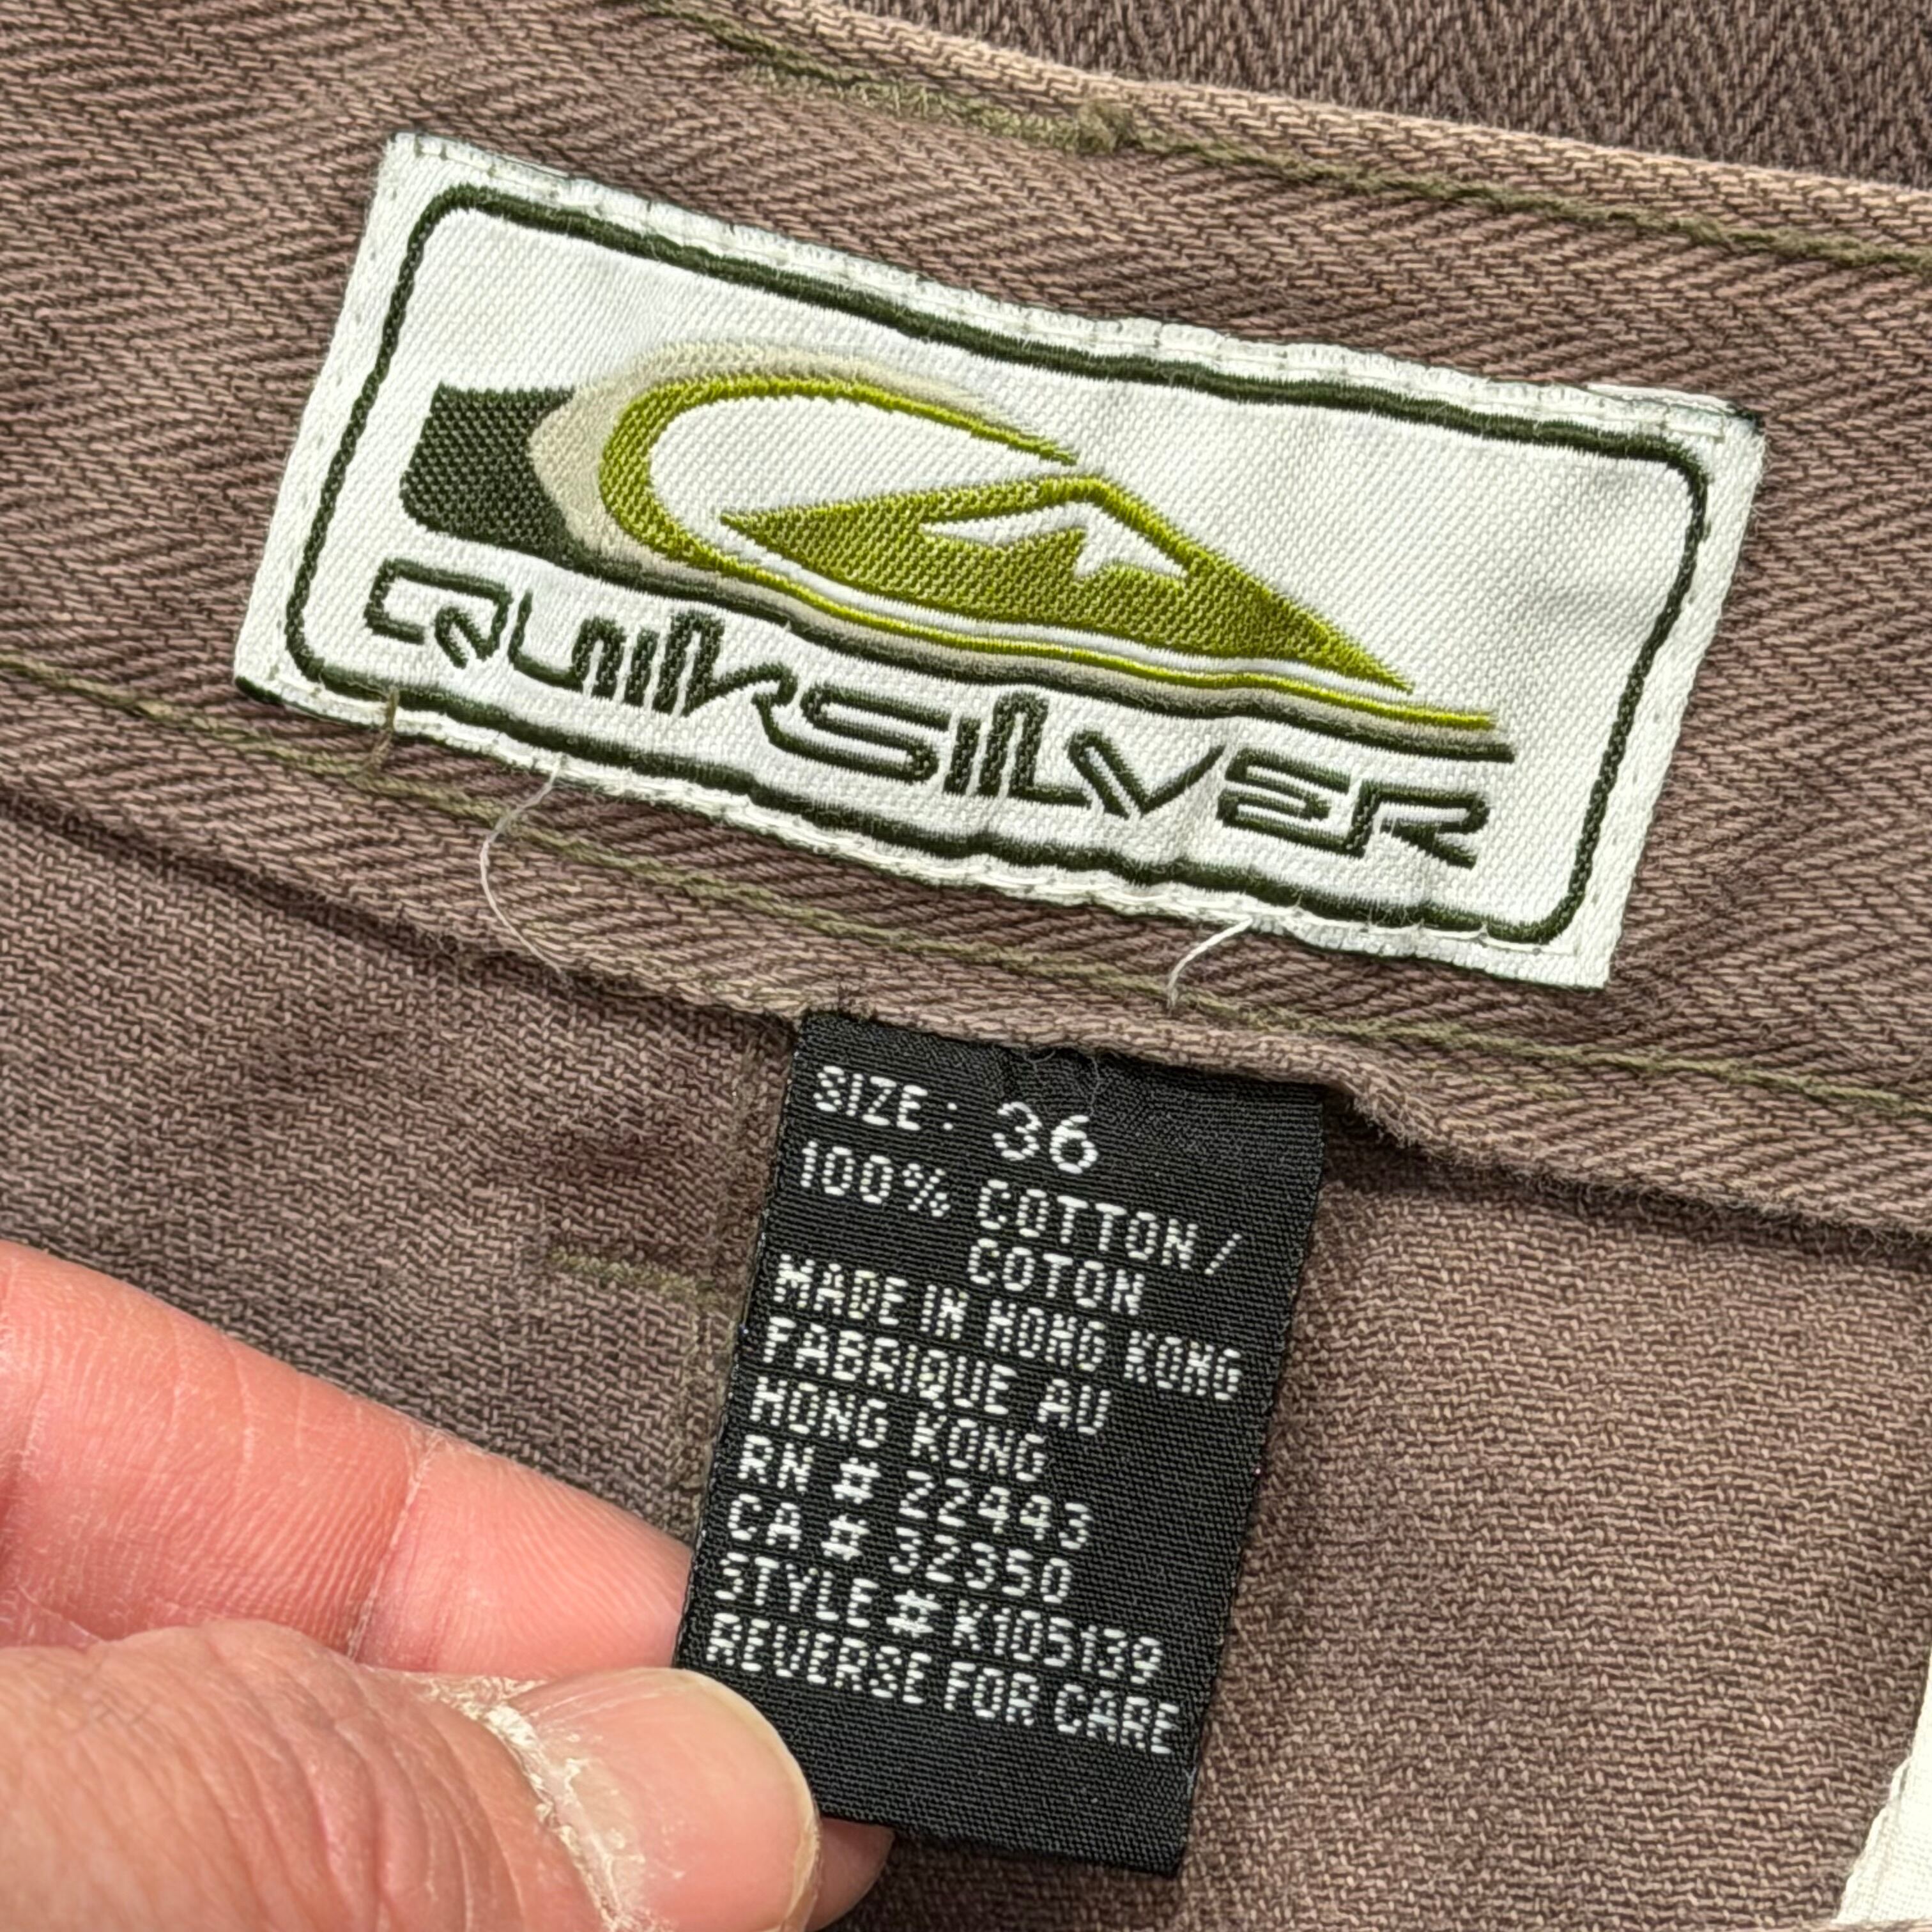 QUIKSILVER
SIZE: 36
100% COTTON/
COTON
MADE IN HONG KONG
FABRIQUE AU
HONG KONG
RN # 22443
CA # 32350
STYLE # K105139
REVERSE FOR CARE